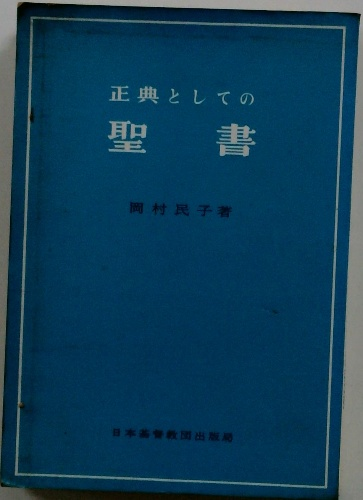 正典としての
聖書
岡村民子著
日本基督教団出版局